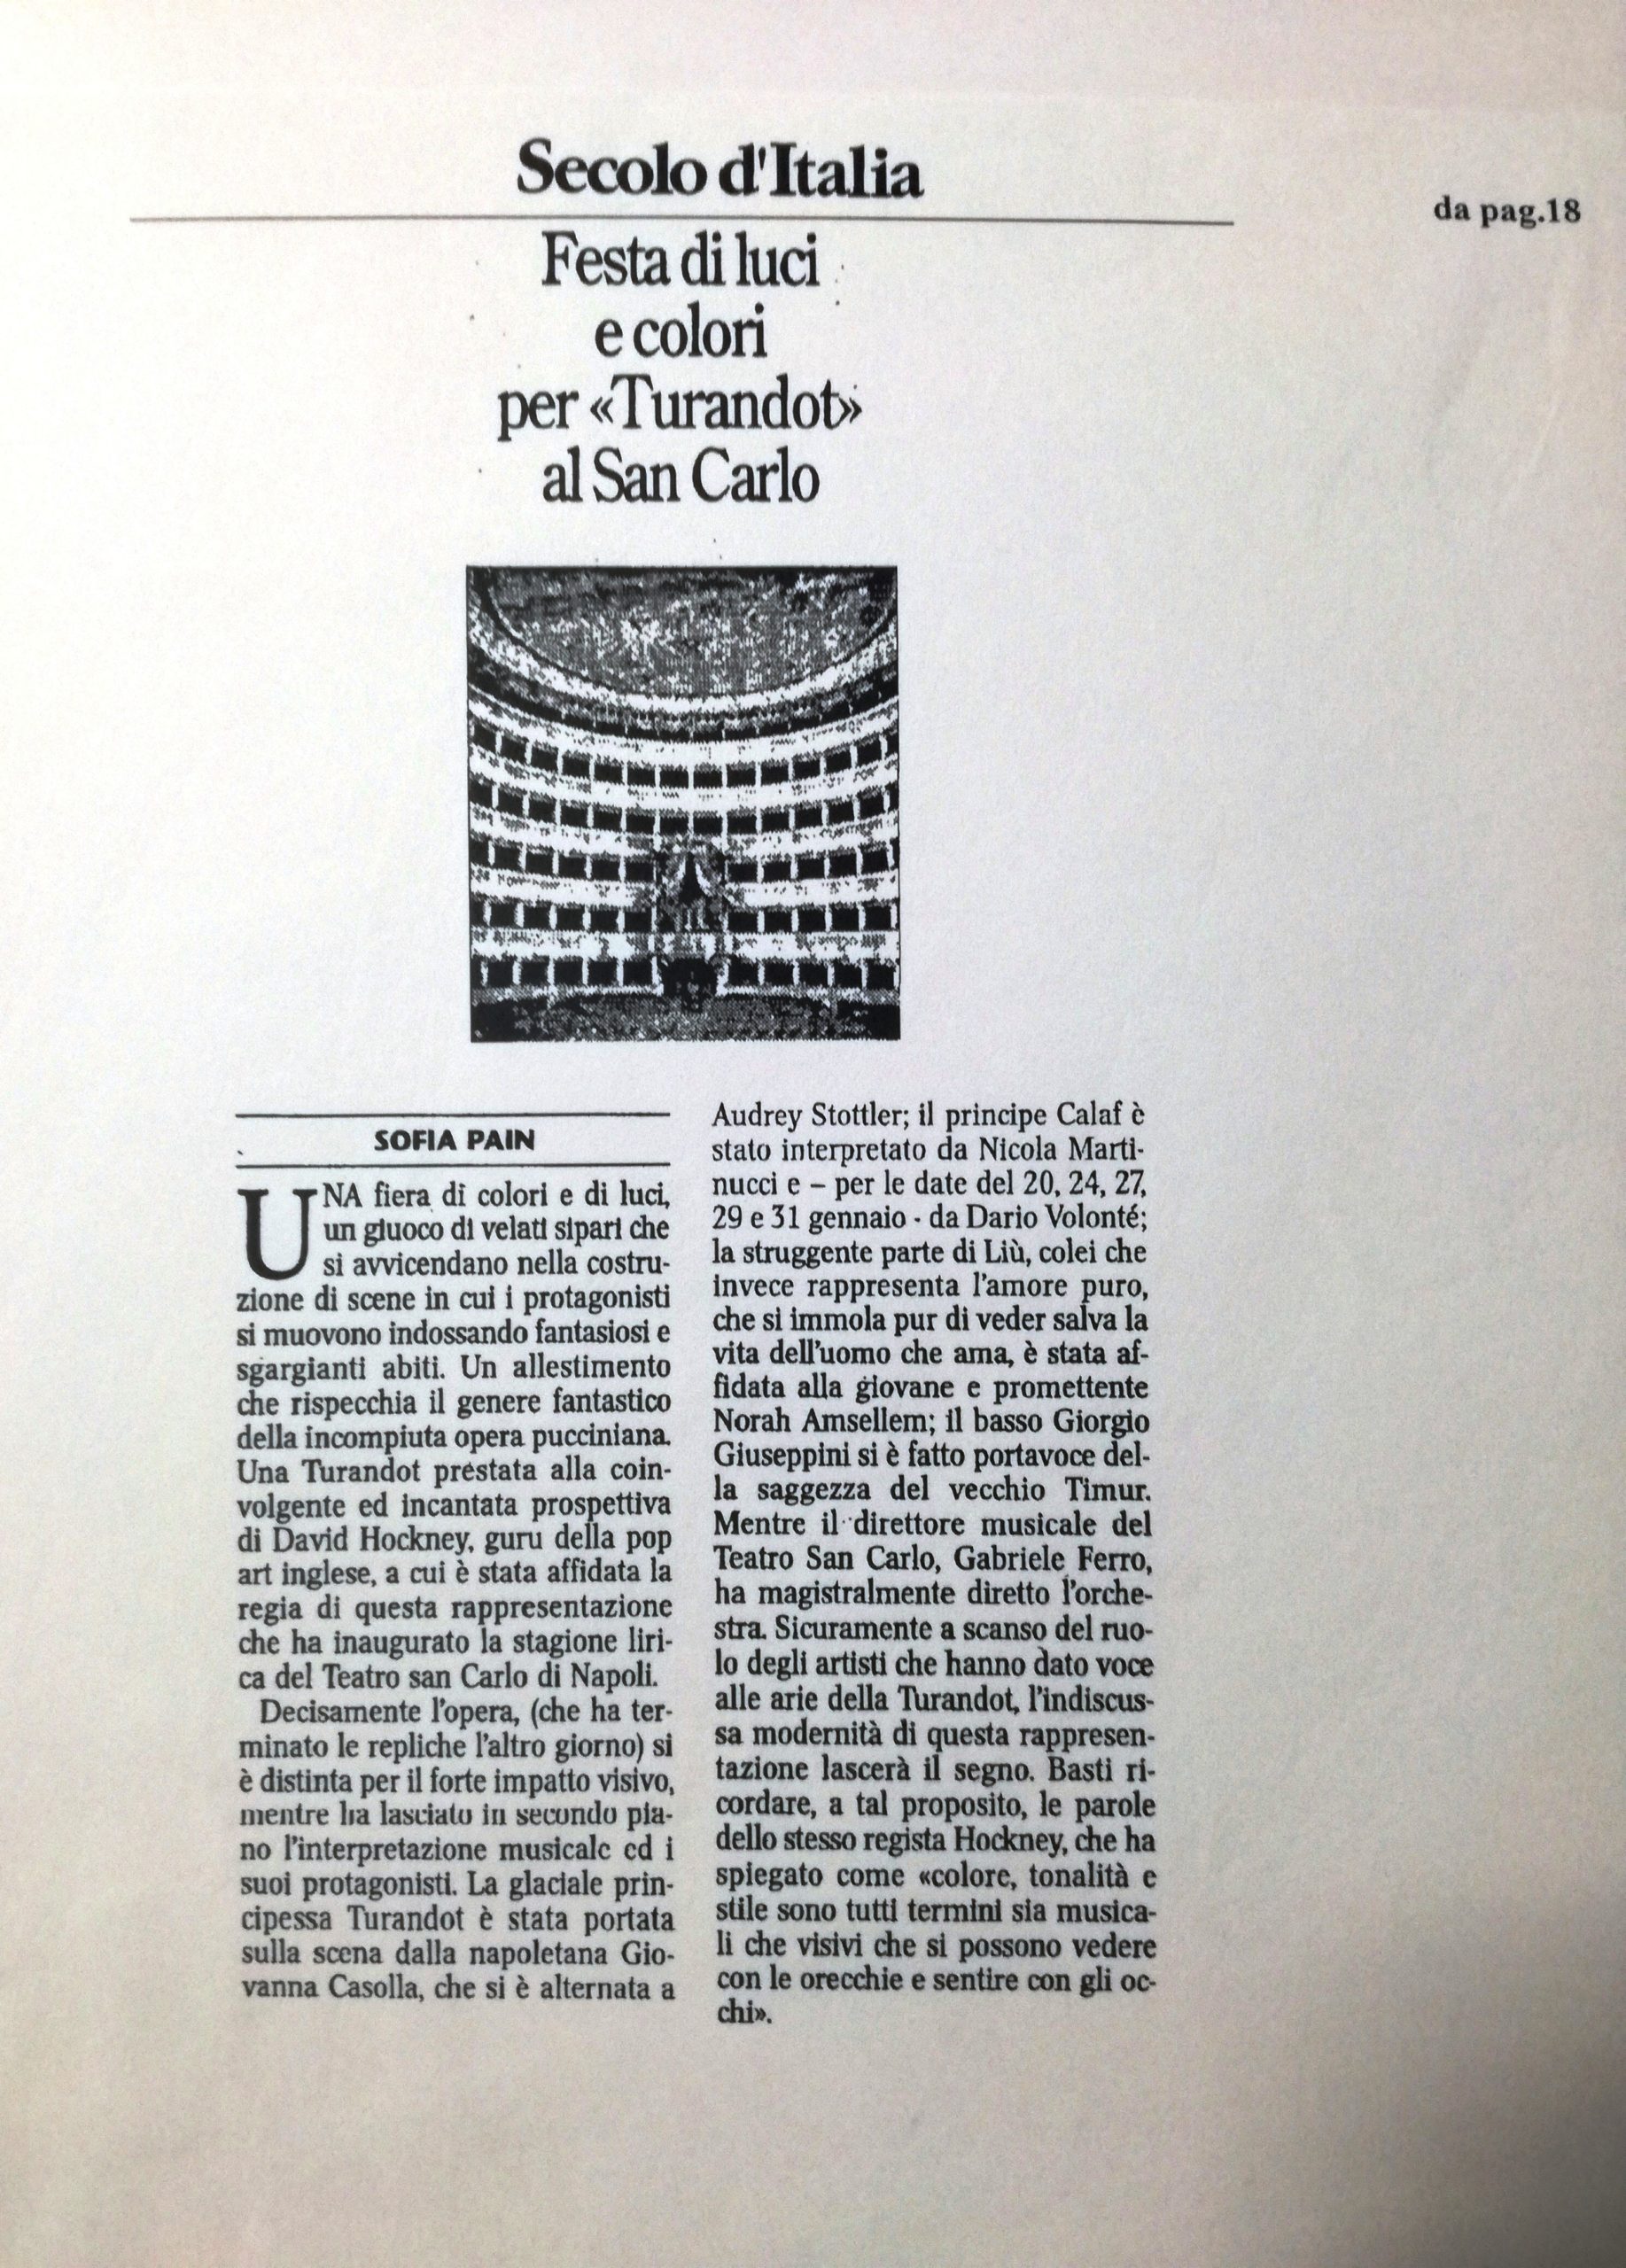 Secolo d'Italia
da pag.18
Festa di luci
e colori
per «Turandot»
al San Carlo
SOFIA PAIN
UNA fiera di colori e di luci,
un giuoco di velati sipari che
si avvicendano nella costru-
zione di scene in cui i protagonisti
si muovono indossando fantasiosi e
sgargianti abiti. Un allestimento
che rispecchia il genere fantastico
della incompiuta opera pucciniana.
Una Turandot prestata alla coin-
volgente ed incantata prospettiva
di David Hockney, guru della pop
art inglese, a cui è stata affidata la
regia di questa rappresentazione
che ha inaugurato la stagione liri-
ca del Teatro san Carlo di Napoli.
Decisamente l'opera, (che ha ter-
minato le repliche l'altro giorno) si
è distinta per il forte impatto visivo,
mentre ha lasciato in secondo pia-
no l'interpretazione musicale ed i
suoi protagonisti. La glaciale prin-
cipessa Turandot è stata portata
sulla scena dalla napoletana Gio-
vanna Casolla, che si è alternata a
Audrey Stottler; il principe Calaf è
stato interpretato da Nicola Marti-
nucci e – per le date del 20, 24, 27,
29 e 31 gennaio - da Dario Volonté;
la struggente parte di Liù, colei che
invece rappresenta l'amore puro,
che si immola pur di veder salva la
vita dell'uomo che ama, è stata af-
fidata alla giovane e promettente
Norah Amsellem; il basso Giorgio
Giuseppini si è fatto portavoce del-
la saggezza del vecchio Timur.
Mentre il direttore musicale del
Teatro San Carlo, Gabriele Ferro,
ha magistralmente diretto l'orche-
stra. Sicuramente a scanso del ruo-
lo degli artisti che hanno dato voce
alle arie della Turandot, l'indiscus-
sa modernità di questa rappresen-
tazione lascerà il segno. Basti ri-
cordare, a tal proposito, le parole
dello stesso regista Hockney, che ha
spiegato come «colore, tonalità e
stile sono tutti termini sia musica-
li che visivi che si possono vedere
con le orecchie e sentire con gli oc-
chi».